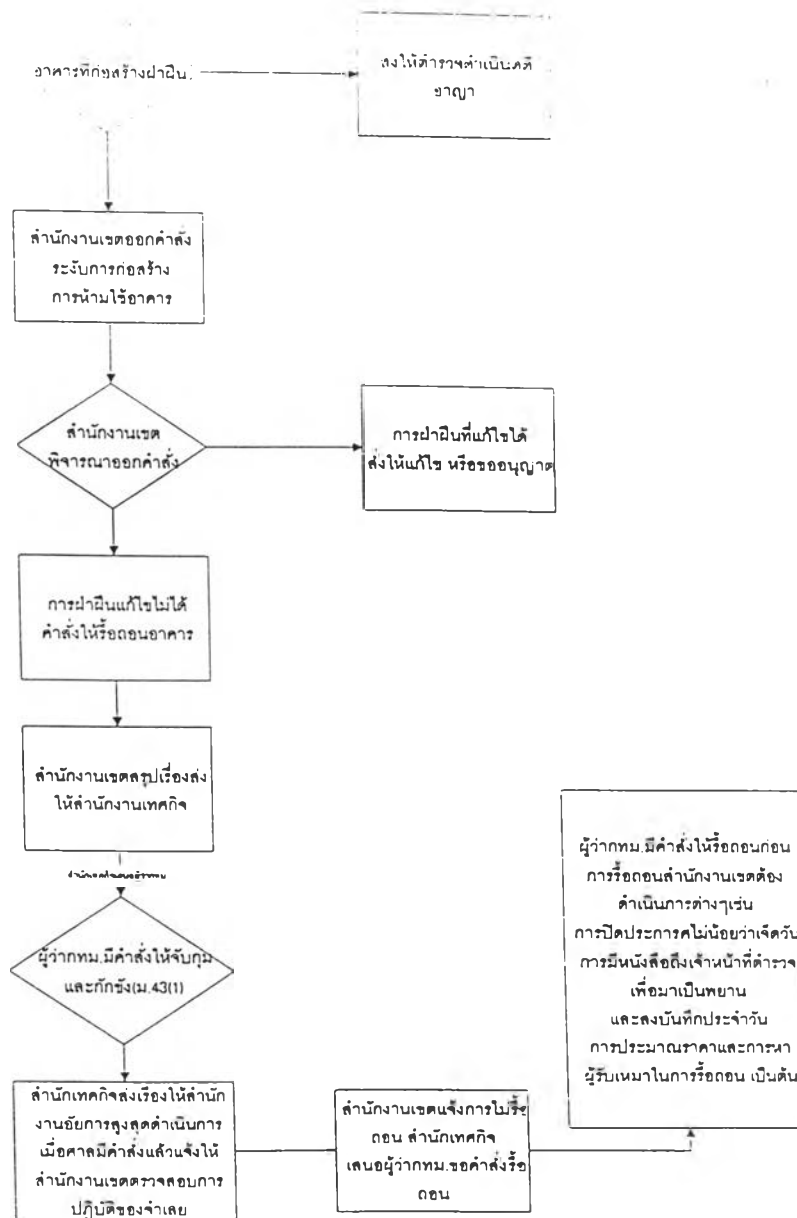 อาคารที่ก่อสร้างฝ่าฝืน
ส่งให้ตำรวจดำเนินคดี
อาญา
สำนักงานเขตออกคำสั่ง
ระงับการก่อสร้าง
การห้ามใช้อาคาร
สำนักงานเขต
พิจารณาออกคำสั่ง
การฝ่าฝืนที่แก้ไขได้
สั่งให้แก้ไข หรือขออนุญาต
การฝ่าฝืนแก้ไขไม่ได้
คำสั่งให้รื้อถอนอาคาร
สำนักงานเขตสรุปเรื่องส่ง
ให้สำนักงานเทศกิจ
ผู้ว่ากทม.มีคำสั่งให้จับกุม
และกักขัง(ม.43(1)
สำนักเทศกิจส่งเรื่องให้สำนัก
งานอัยการสูงสุดดำเนินการ
เมื่อศาลมีคำสั่งแล้วแจ้งให้
สำนักงานเขตตรวจสอบการ
ปฏิบัติของจำเลย
สำนักงานเขตแจ้งการไม่รื้อ
ถอน สำนักเทศกิจ
เสนอผู้ว่ากทม.ขอคำสั่งรื้อ
ถอน
ผู้ว่ากทม.มีคำสั่งให้รื้อถอนก่อน
การรื้อถอนสำนักงานเขตต้อง
ดำเนินการต่างๆเช่น
การปิดประกาศไม่น้อยว่าเจ็ดวัน
การมีหนังสือถึงเจ้าหน้าที่ตำรวจ
เพื่อมาเป็นพยาน
และลงบันทึกประจำวัน
การประมาณราคาและการหา
ผู้รับเหมาในการรื้อถอน เป็นต้น